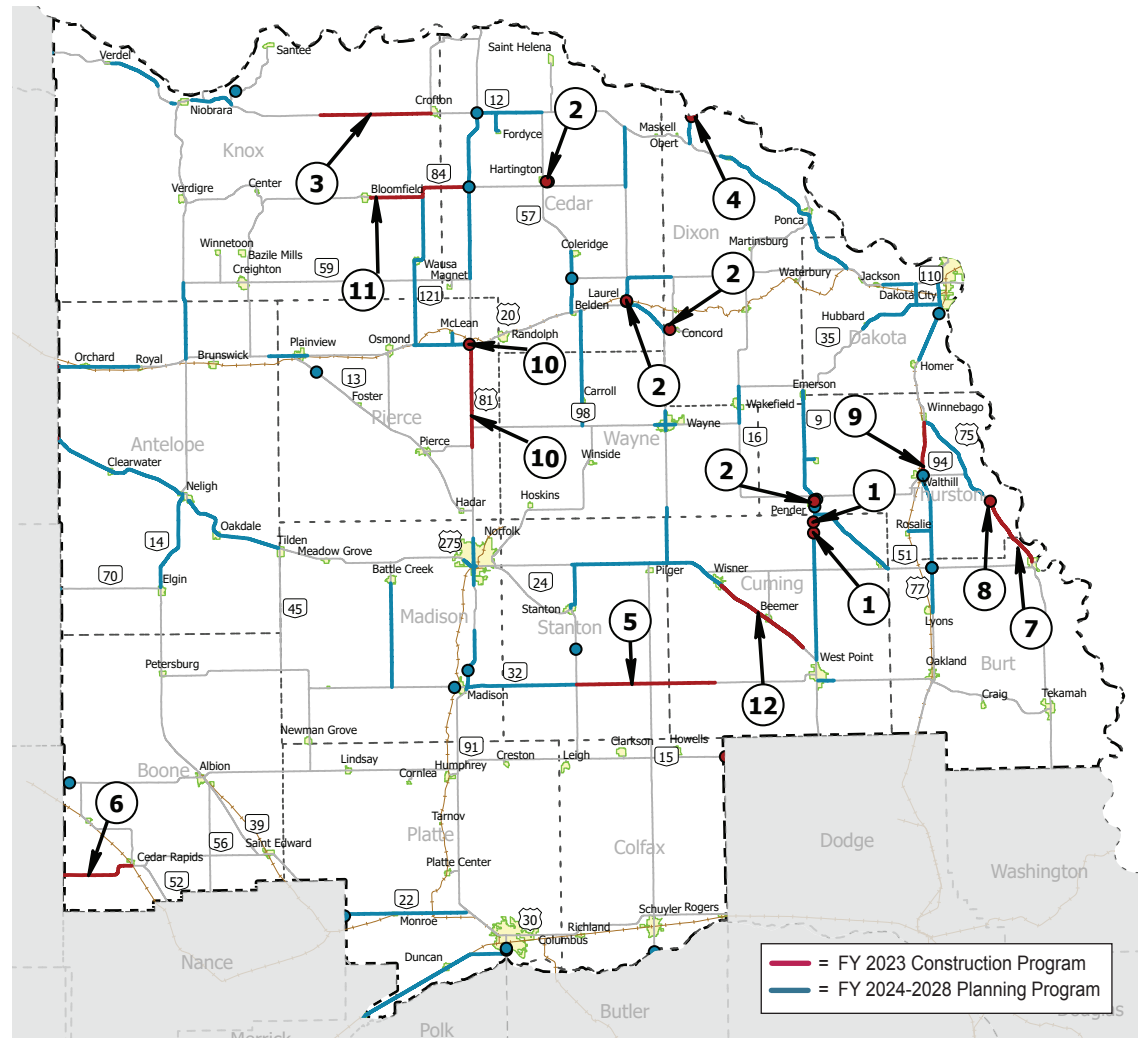 Verdel
Santee
Saint Helena
Niobrara
Crofton
12
Fordyce
2
Maskell
Obert
4
Knox
3
Hartington
84
Cedar
Verdigre
Center
Bloomfield
57
Dixon
Ponca
Martinsburg
Winnetoon
Bazile Mills
Creighton
59
Wausa
Magnet
Coleridge
2
11
121
Waterbury
Jackson
110
Dakota City
Laurel
Belden
McLean
20
Randolph
Concord
Hubbard
35
Dakota
Orchard
Royal
Brunswick
Plainview
Osmond
10
2
Homer
13
Foster
81
Carroll
Emerson
Wakefield
98
Pierce
9
Winnebago
Antelope
Wayne
Wayne
16
9
75
Pierce
10
Winside
Clearwater
2
1
94
Walthill
Thurston
Neligh
Hadar
Hoskins
Pender
Oakdale
Norfolk
Rosalie
14
Tilden
Meadow Grove
275
51
70
Battle Creek
24
Pilger
Wisner
Cuming
8
Elgin
45
Stanton
Beemer
1
77
7
Madison
Stanton
5
Lyons
Petersburg
32
West Point
Oakland
Burt
Madison
12
Craig
Tekamah
Newman Grove
91
Clarkson
Howells
Boone
Albion
Lindsay
Cornlea
Humphrey
Creston
Leigh
15
6
39
Tarnov
56
Saint Edward
Platte
Colfax
Dodge
Cedar Rapids
Platte Center
52
Washington
22
Monroe
Schuyler
Rogers
30
Richland
Columbus
Nance
Duncan
= FY 2023 Construction Program
= FY 2024-2028 Planning Program
Butler
Douglas
Polk
Merrick